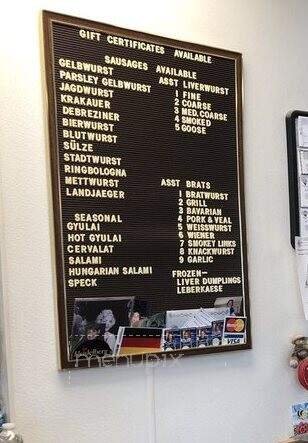 GIFT CERTIFICATES AVAILABLE
SAUSAGES AVAILABLE
GELBWURST
PARSLEY GELBWURST
JAGDWURST
KRAKAUER
DEBREZINER
BIERWURST
BLUTWURST
SÜLZE
STADTWURST
RINGBOLOGNA
METTWURST
LANDJAEGER
SEASONAL
GYULAI
HOT GYULAI
CERVALAT
SALAMI
HUNGARIAN SALAMI
SPECK
ASST LIVERWURST
1 FINE
2 COARSE
3 MED. COARSE
4 SMOKED
5 GOOSE
ASST BRATS
1 BRATWURST
2 GRILL
3 BAVARIAN
4 PORK & VEAL
5 WEISSWURST
6 WIENER
7 SMOKEY LINKS
8 KNACKWURST
9 GARLIC
FROZEN—
LIVER DUMPLINGS
LEBERKAESE
MasterCard
VISA
menupix